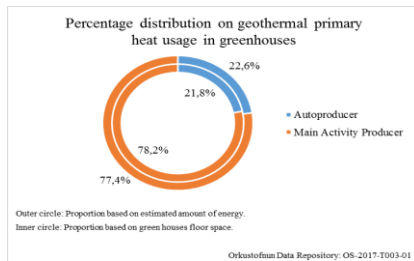 Percentage distribution on geothermal primary
heat usage in greenhouses
22,6%
21,8%
Autoproducer
Main Activity Producer
78,2%
77,4%
Outer circle: Proportion based on estimated amount of energy.
Inner circle: Proportion based on green houses floor space.
Orkustofnun Data Repository: OS-2017-T003-01